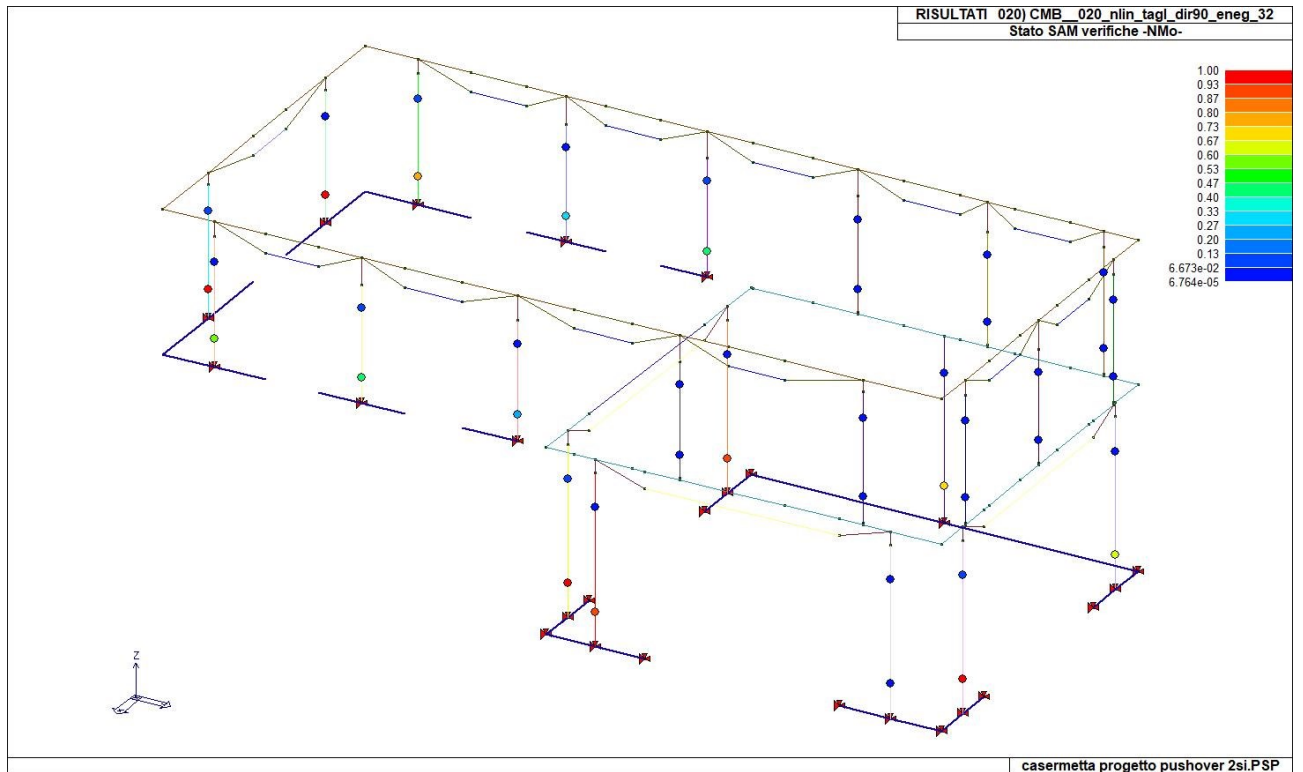 RISULTATI 020) CMB__020_nlin_tagl_dir90_eneg_32
Stato SAM verifiche -NMo-
1.00
0.93
0.87
0.80
0.73
0.67
0.60
0.53
0.47
0.40
0.33
0.27
0.20
0.13
6.673e-02
6.764e-05
Z
casermetta progetto pushover 2si.PSP